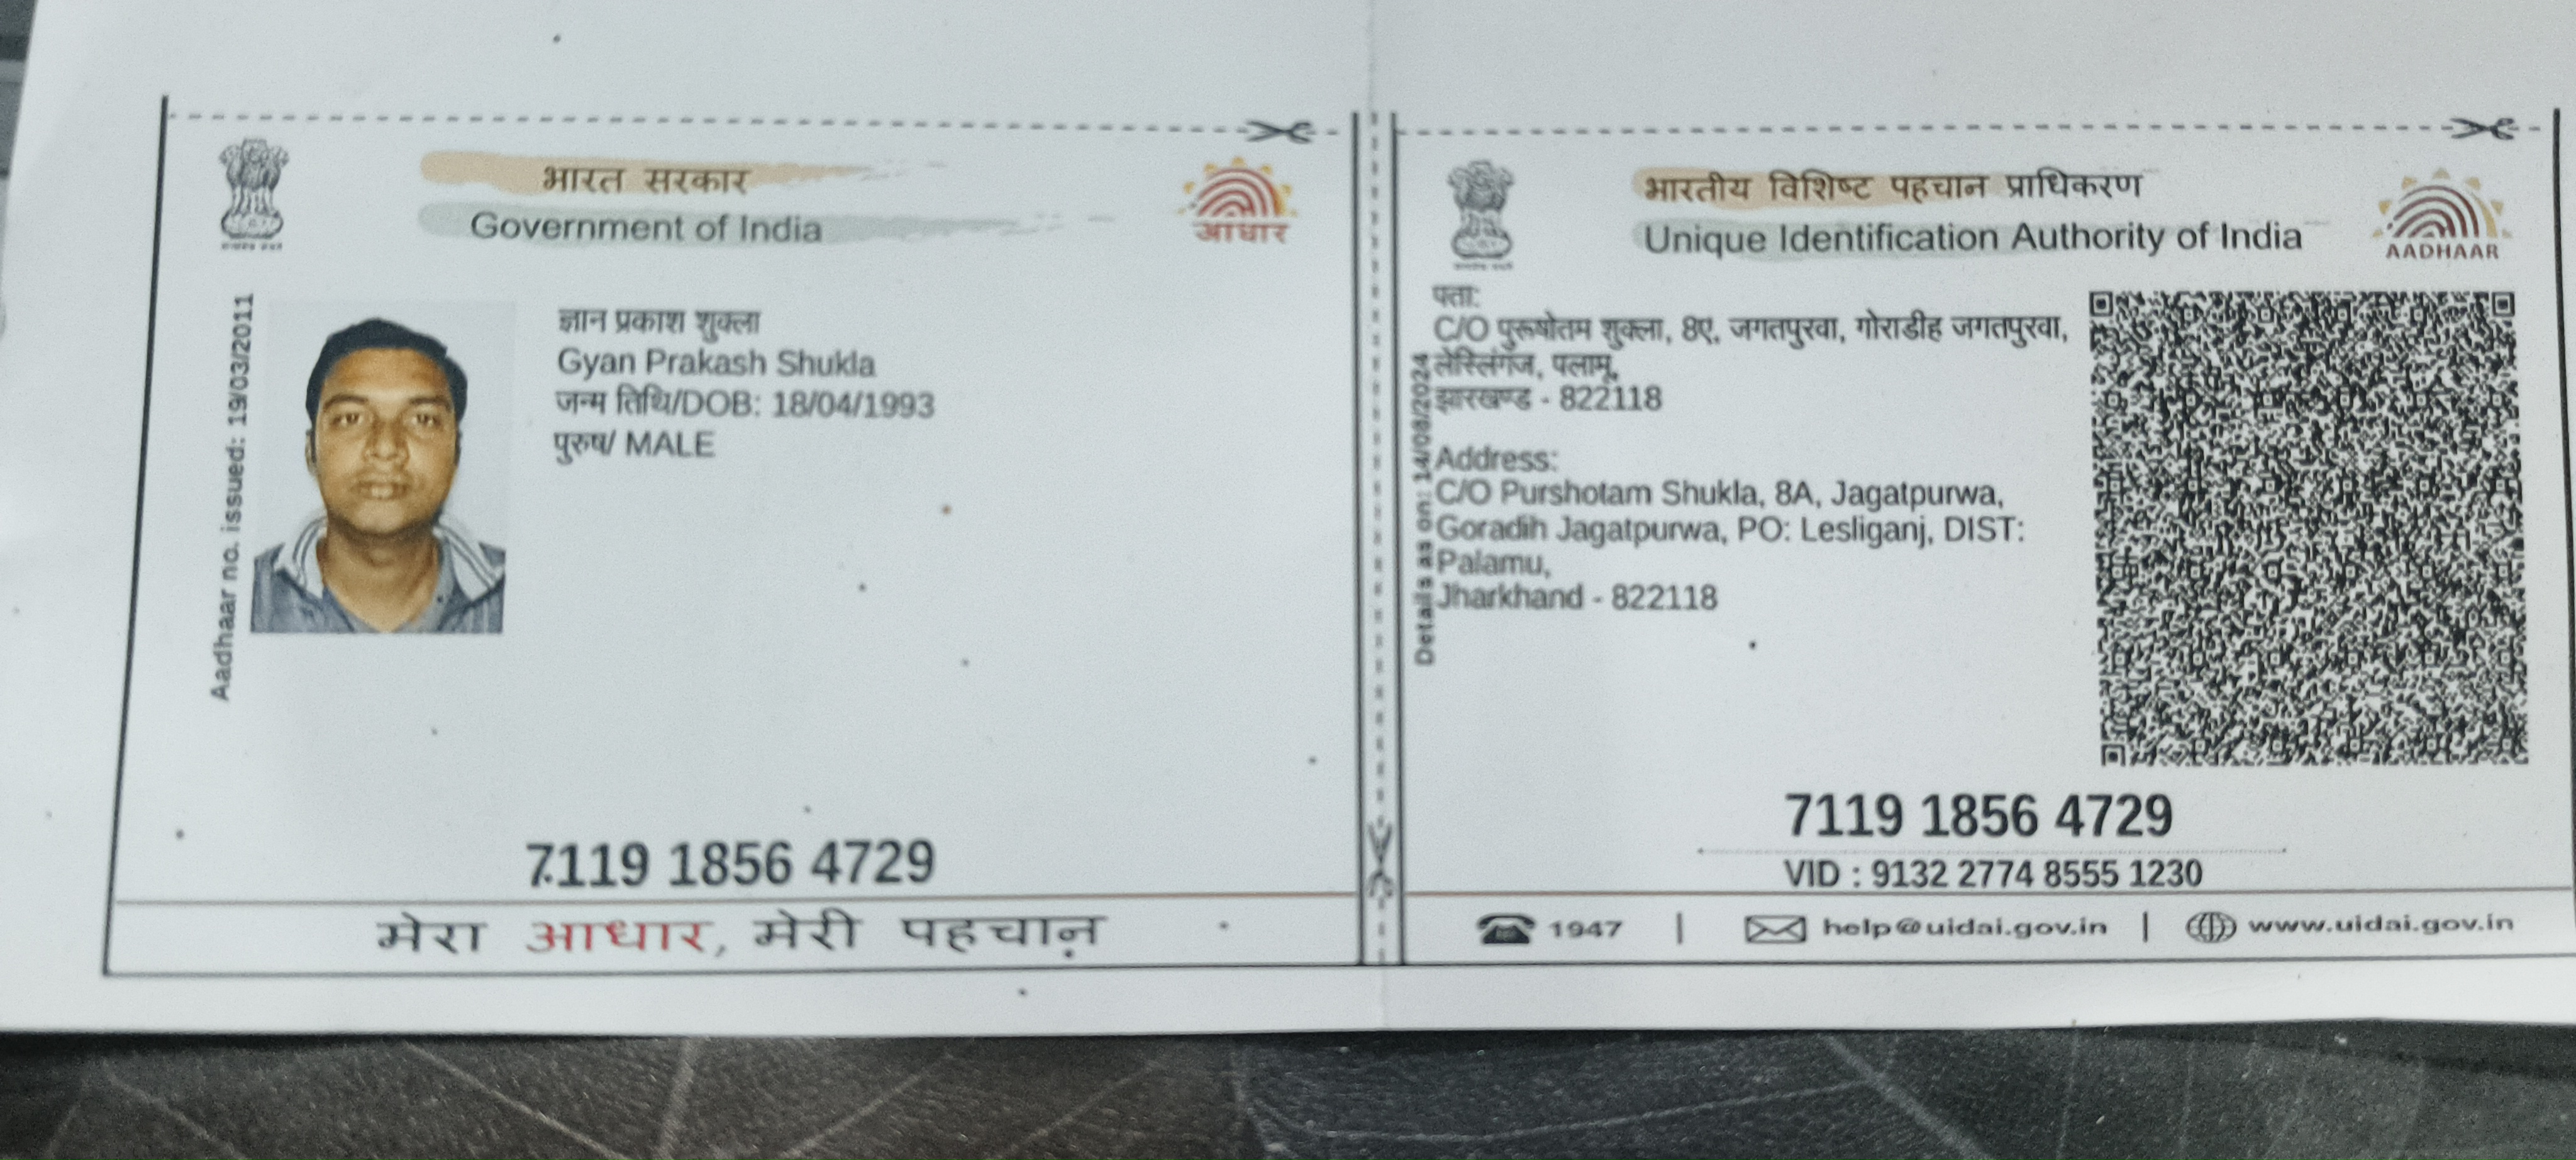 भारत सरकार
Government of India
आधार
Aadhaar no. issued: 19/03/2011
ज्ञान प्रकाश शुक्ला
Gyan Prakash Shukla
जन्म तिथि/DOB: 18/04/1993
पुरुष/ MALE
7119 1856 4729
मेरा आधार, मेरी पहचान
भारतीय विशिष्ट पहचान प्राधिकरण
Unique Identification Authority of India
AADHAAR
Details as on: 14/08/2024
पता:
C/O पुरूषोतम शुक्ला, 8ए, जगतपुरवा, गोराडीह जगतपुरवा,
लेस्लिगंज, पलामू,
झारखण्ड - 822118
Address:
C/O Purshotam Shukla, 8A, Jagatpurwa,
Goradih Jagatpurwa, PO: Lesliganj, DIST:
Palamu,
Jharkhand - 822118
7119 1856 4729
VID : 9132 2774 8555 1230
1947 | help@uidai.gov.in | www.uidai.gov.in